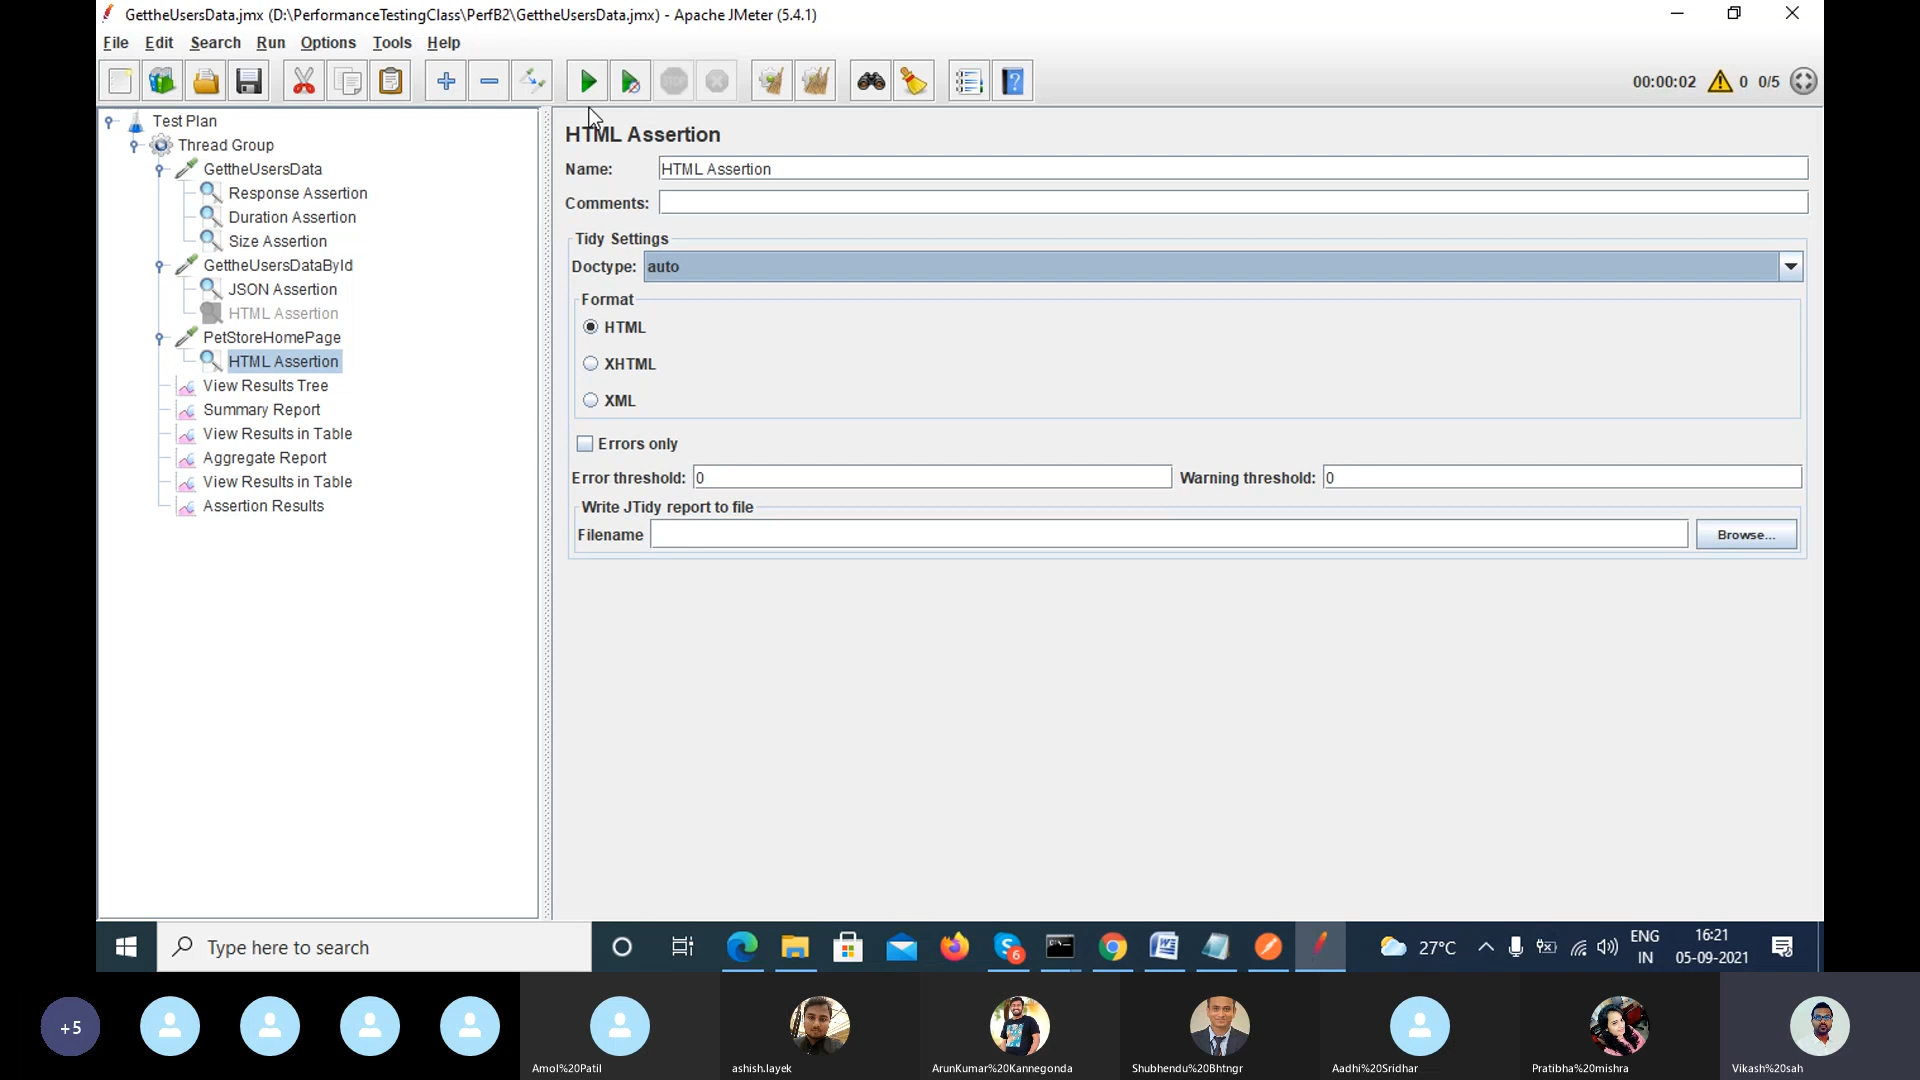 GettheUsersData.jmx (D:\PerformanceTestingClass\PerfB2\GettheUsersData.jmx) - Apache JMeter (5.4.1)
File Edit Search Run Options Tools Help
STOP
00:00:02 0 0/5
Test Plan
Thread Group
GettheUsersData
Response Assertion
Duration Assertion
Size Assertion
GettheUsersDataById
JSON Assertion
HTML Assertion
PetStoreHomePage
HTML Assertion
View Results Tree
Summary Report
View Results in Table
Aggregate Report
View Results in Table
Assertion Results
HTML Assertion
Name: HTML Assertion
Comments:
Tidy Settings
Doctype: auto
Format
HTML
XHTML
XML
Errors only
Error threshold: 0 Warning threshold: 0
Write JTidy report to file
Filename Browse...
Type here to search
6
27°C
ENG
IN
16:21
05-09-2021
+5
Amol%20Patil
ashish.layek
ArunKumar%20Kannegonda
Shubhendu%20Bhtngr
Aadhi%20Sridhar
Pratibha%20mishra
Vikash%20sah